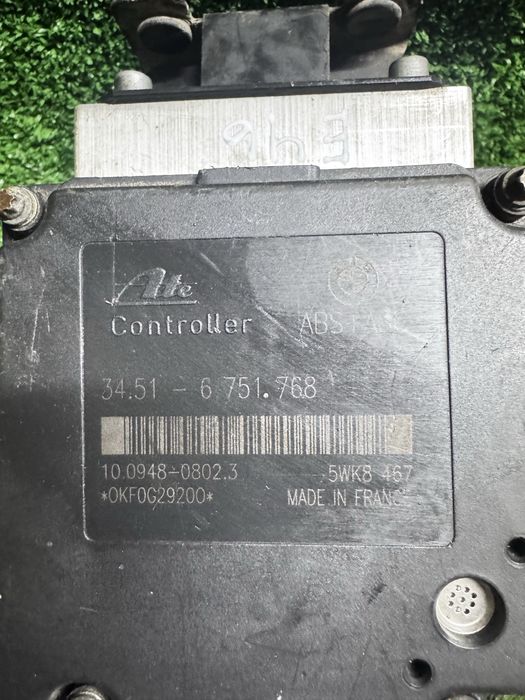 E46
Ate
Controller ABS
34.51 - 6 751.768
10.0948-0802.3 5WK8 467
*0KF0G29200* MADE IN FRANCE